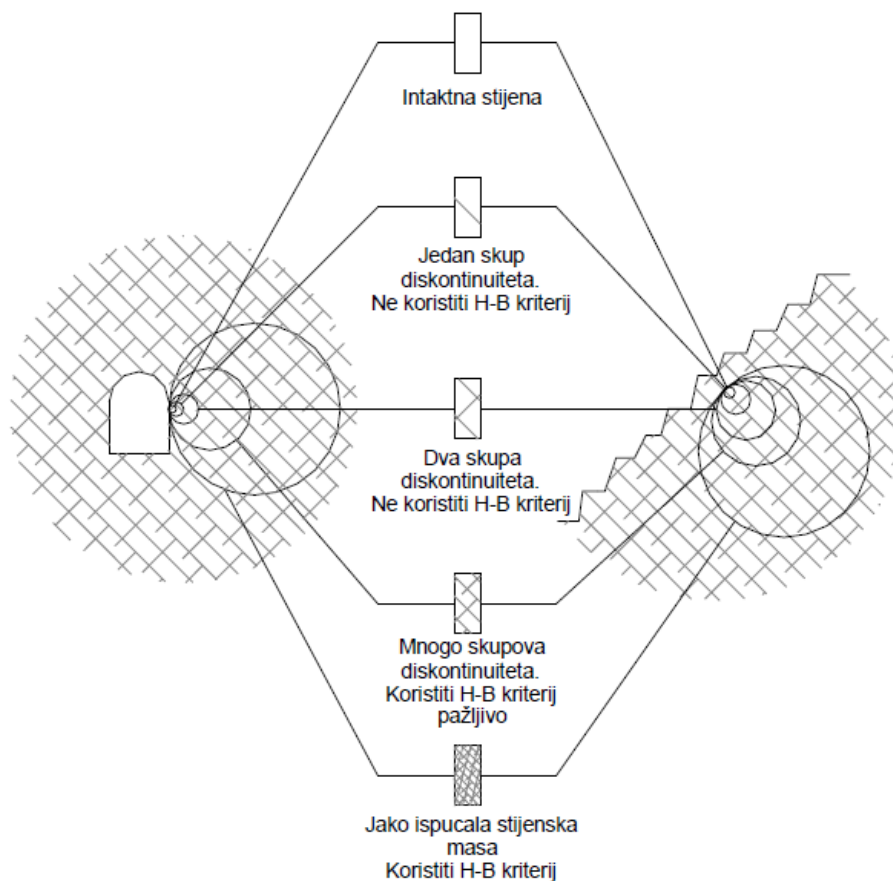 Intaktna stijena
Jedan skup
diskontinuiteta.
Ne koristiti H-B kriterij
Dva skupa
diskontinuiteta.
Ne koristiti H-B kriterij
Mnogo skupova
diskontinuiteta.
Koristiti H-B kriterij
pažljivo
Jako ispucala stijenska
masa
Koristiti H-B kriterij